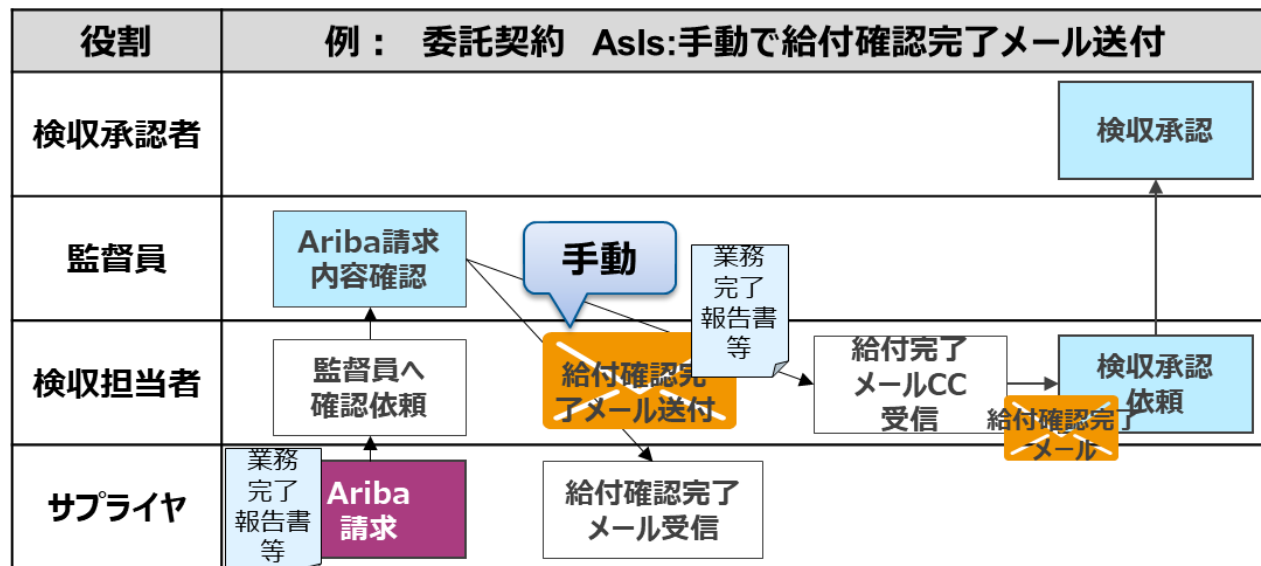 役割
例： 委託契約 AsIs:手動で給付確認完了メール送付
検収承認者
検収承認
監督員
Ariba請求
内容確認
手動
業務
完了
報告書
等
検収担当者
監督員へ
確認依頼
給付確認完
了メール送付
給付完了
メールCC
受信
検収承認
依頼
給付確認完了
メール
サプライヤ
業務
完了
報告書
等
Ariba
請求
給付確認完了
メール受信